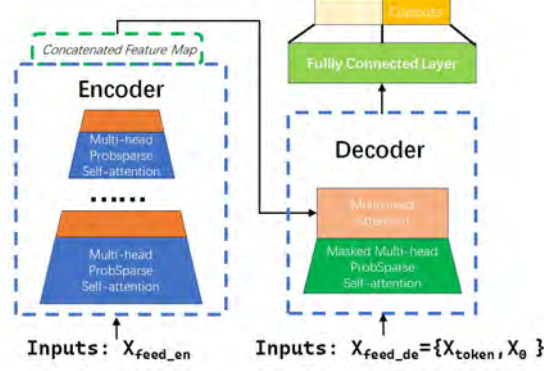 Concatenated Feature Map
Outputs
Fullly Connected Layer
Encoder
Multi-head
Probsparse
Self-attention
Decoder
......
Multi-head
Attention
Multi-head
ProbSparse
Self-attention
Masked Multi-head
ProbSparse
Self-attention
Inputs: X_feed_en
Inputs: X_feed_de={X_token, X_0 }